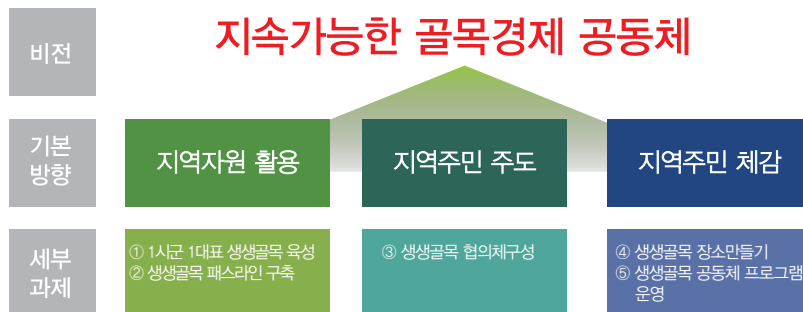 비전
지속가능한 골목경제 공동체
기본
방향
지역자원 활용
지역주민 주도
지역주민 체감
세부
과제
① 1시군 1대표 생생골목 육성
② 생생골목 패스라인 구축
③ 생생골목 협의체구성
④ 생생골목 장소만들기
⑤ 생생골목 공동체 프로그램
운영